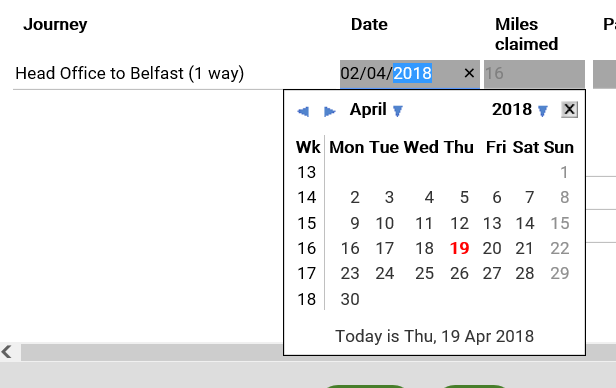 Journey Date Miles claimed
Head Office to Belfast (1 way) 02/04/2018 × 16
April 2018 X
Wk Mon Tue Wed Thu Fri Sat Sun
13 1
14 2 3 4 5 6 7 8
15 9 10 11 12 13 14 15
16 16 17 18 19 20 21 22
17 23 24 25 26 27 28 29
18 30
Today is Thu, 19 Apr 2018